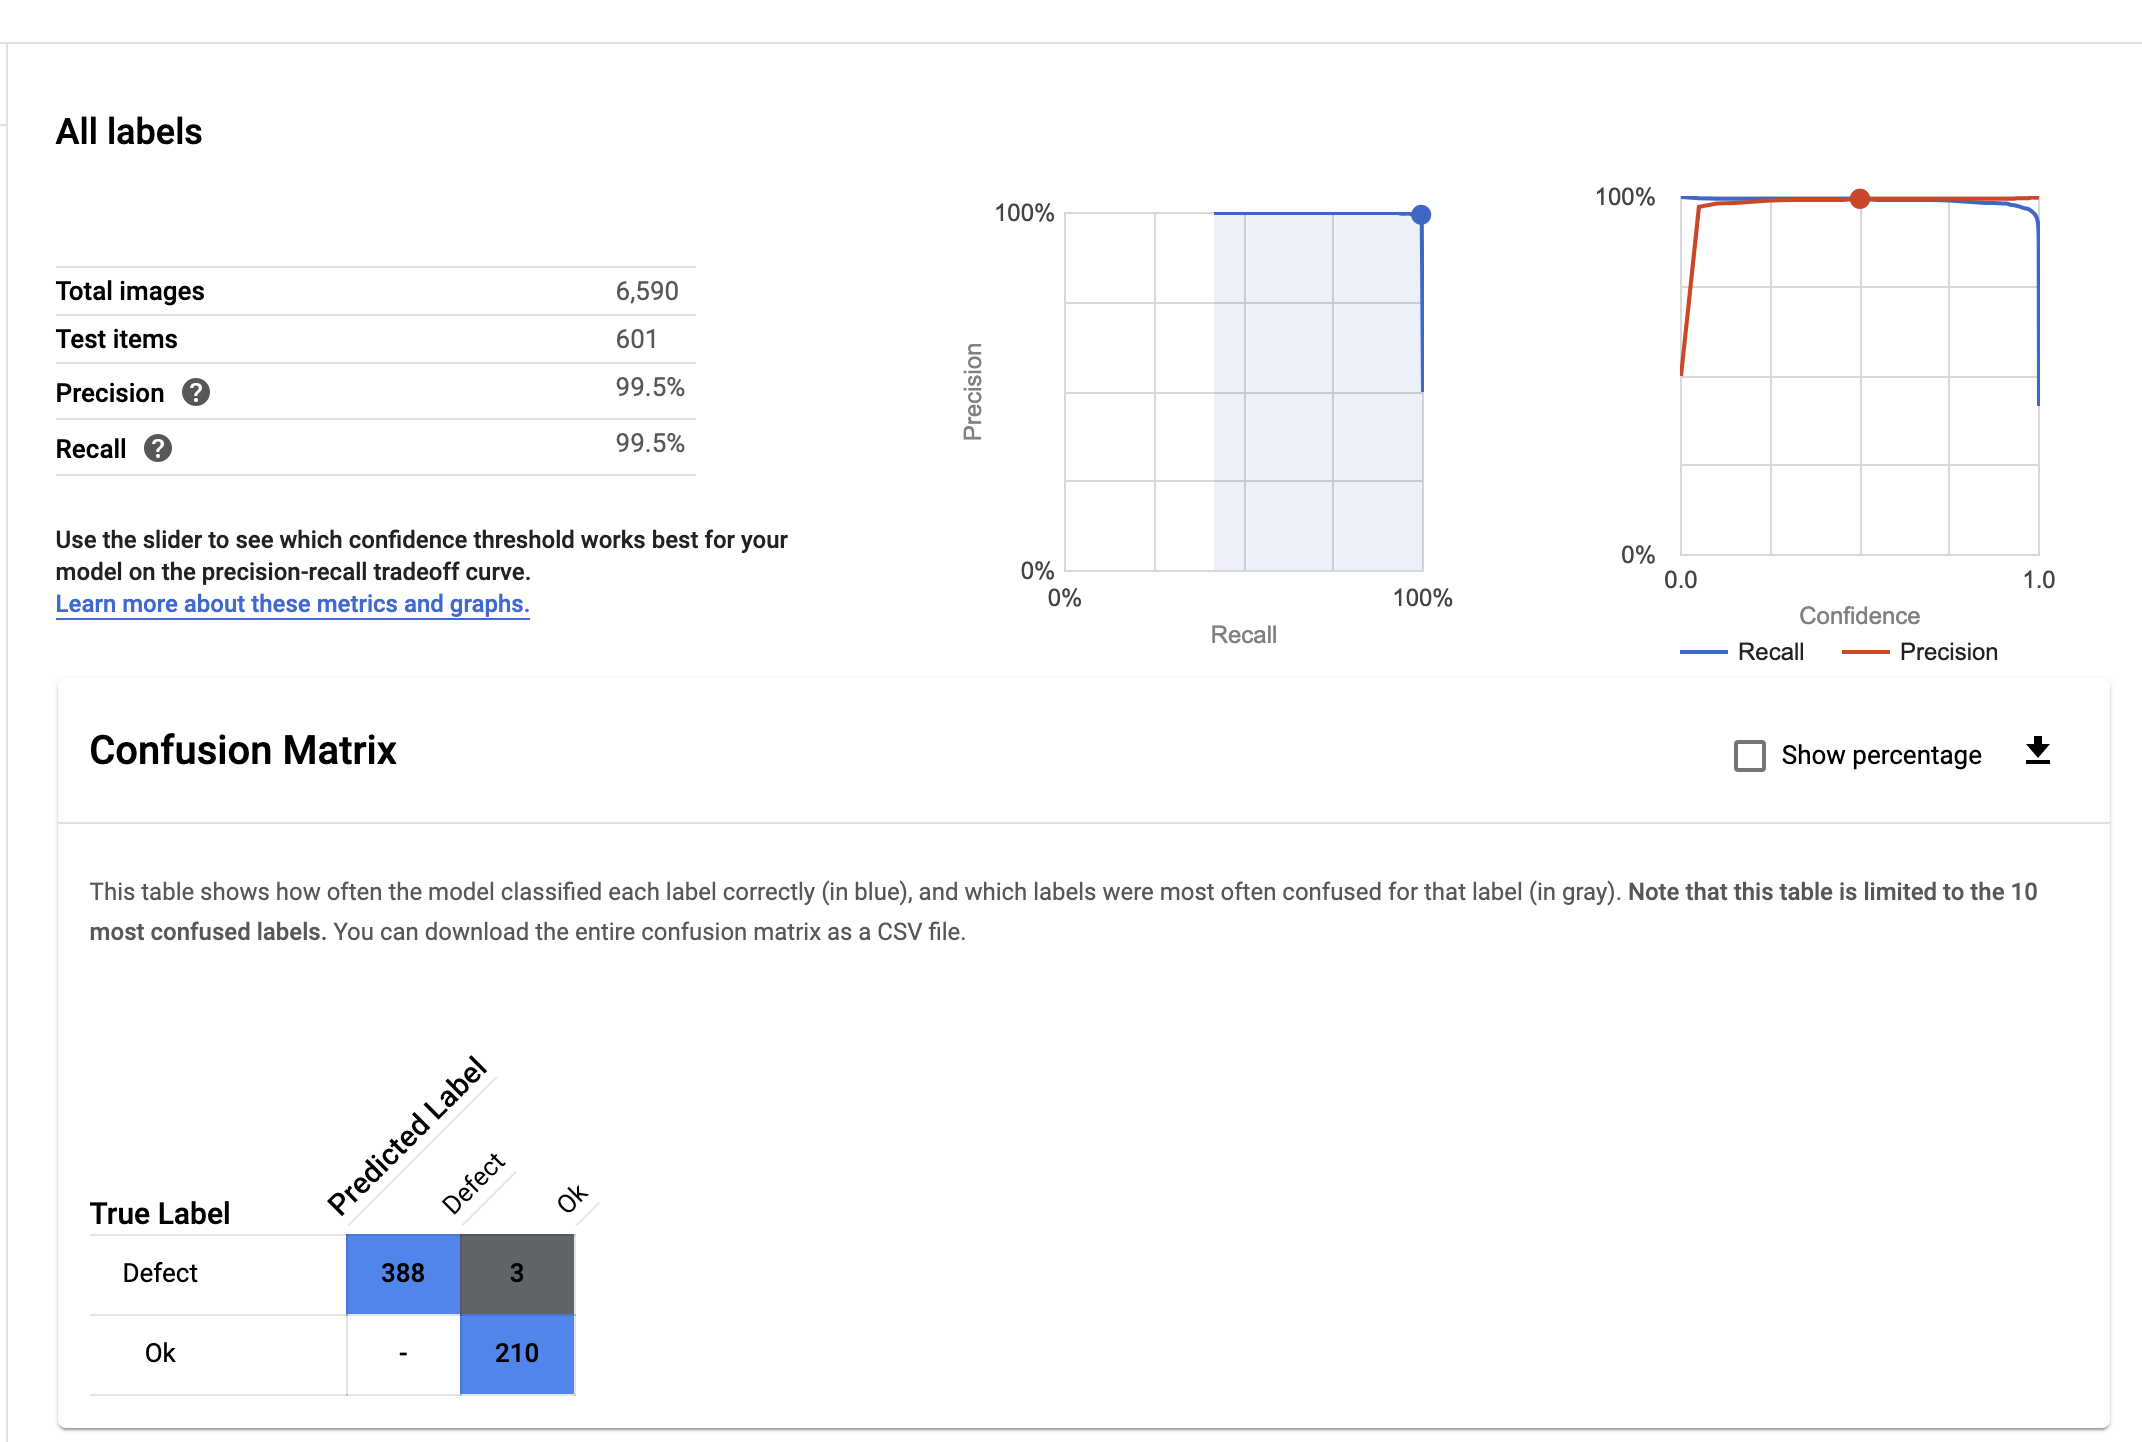 All labels
Total images 6,590
Test items 601
Precision ? 99.5%
Recall ? 99.5%
Use the slider to see which confidence threshold works best for your
model on the precision-recall tradeoff curve.
Learn more about these metrics and graphs.
100%
Precision
0%
0% 100%
Recall
100%
0%
0.0 1.0
Confidence
Recall Precision
Confusion Matrix
Show percentage
This table shows how often the model classified each label correctly (in blue), and which labels were most often confused for that label (in gray). Note that this table is limited to the 10
most confused labels. You can download the entire confusion matrix as a CSV file.
Predicted Label
Defect
Ok
True Label
Defect 388 3
Ok - 210